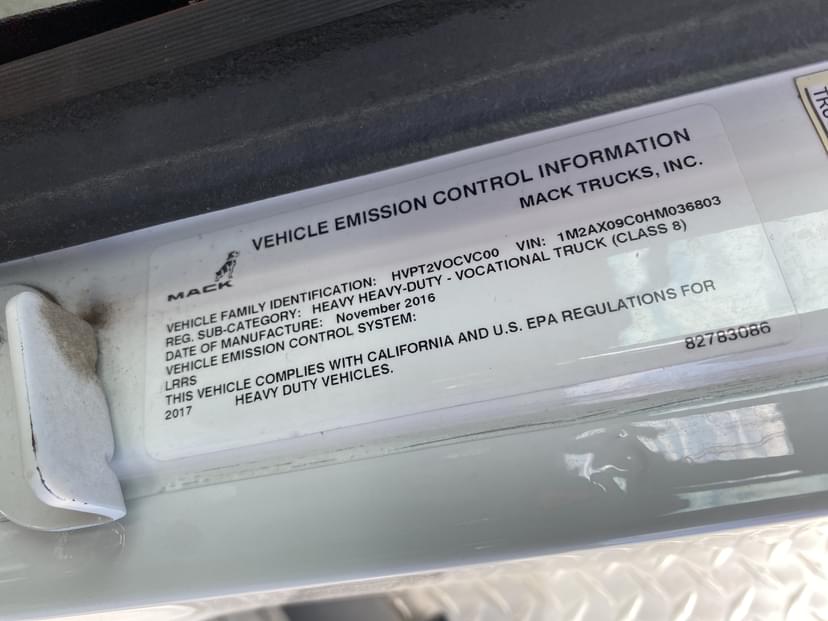 VEHICLE EMISSION CONTROL INFORMATION
MACK TRUCKS, INC.
MACK
VEHICLE FAMILY IDENTIFICATION: HVPT2VOCVC00 VIN: 1M2AX09C0HM036803
REG. SUB-CATEGORY: HEAVY HEAVY-DUTY - VOCATIONAL TRUCK (CLASS 8)
DATE OF MANUFACTURE: November 2016
VEHICLE EMISSION CONTROL SYSTEM:
LRRS
THIS VEHICLE COMPLIES WITH CALIFORNIA AND U.S. EPA REGULATIONS FOR
2017 HEAVY DUTY VEHICLES.
82783086